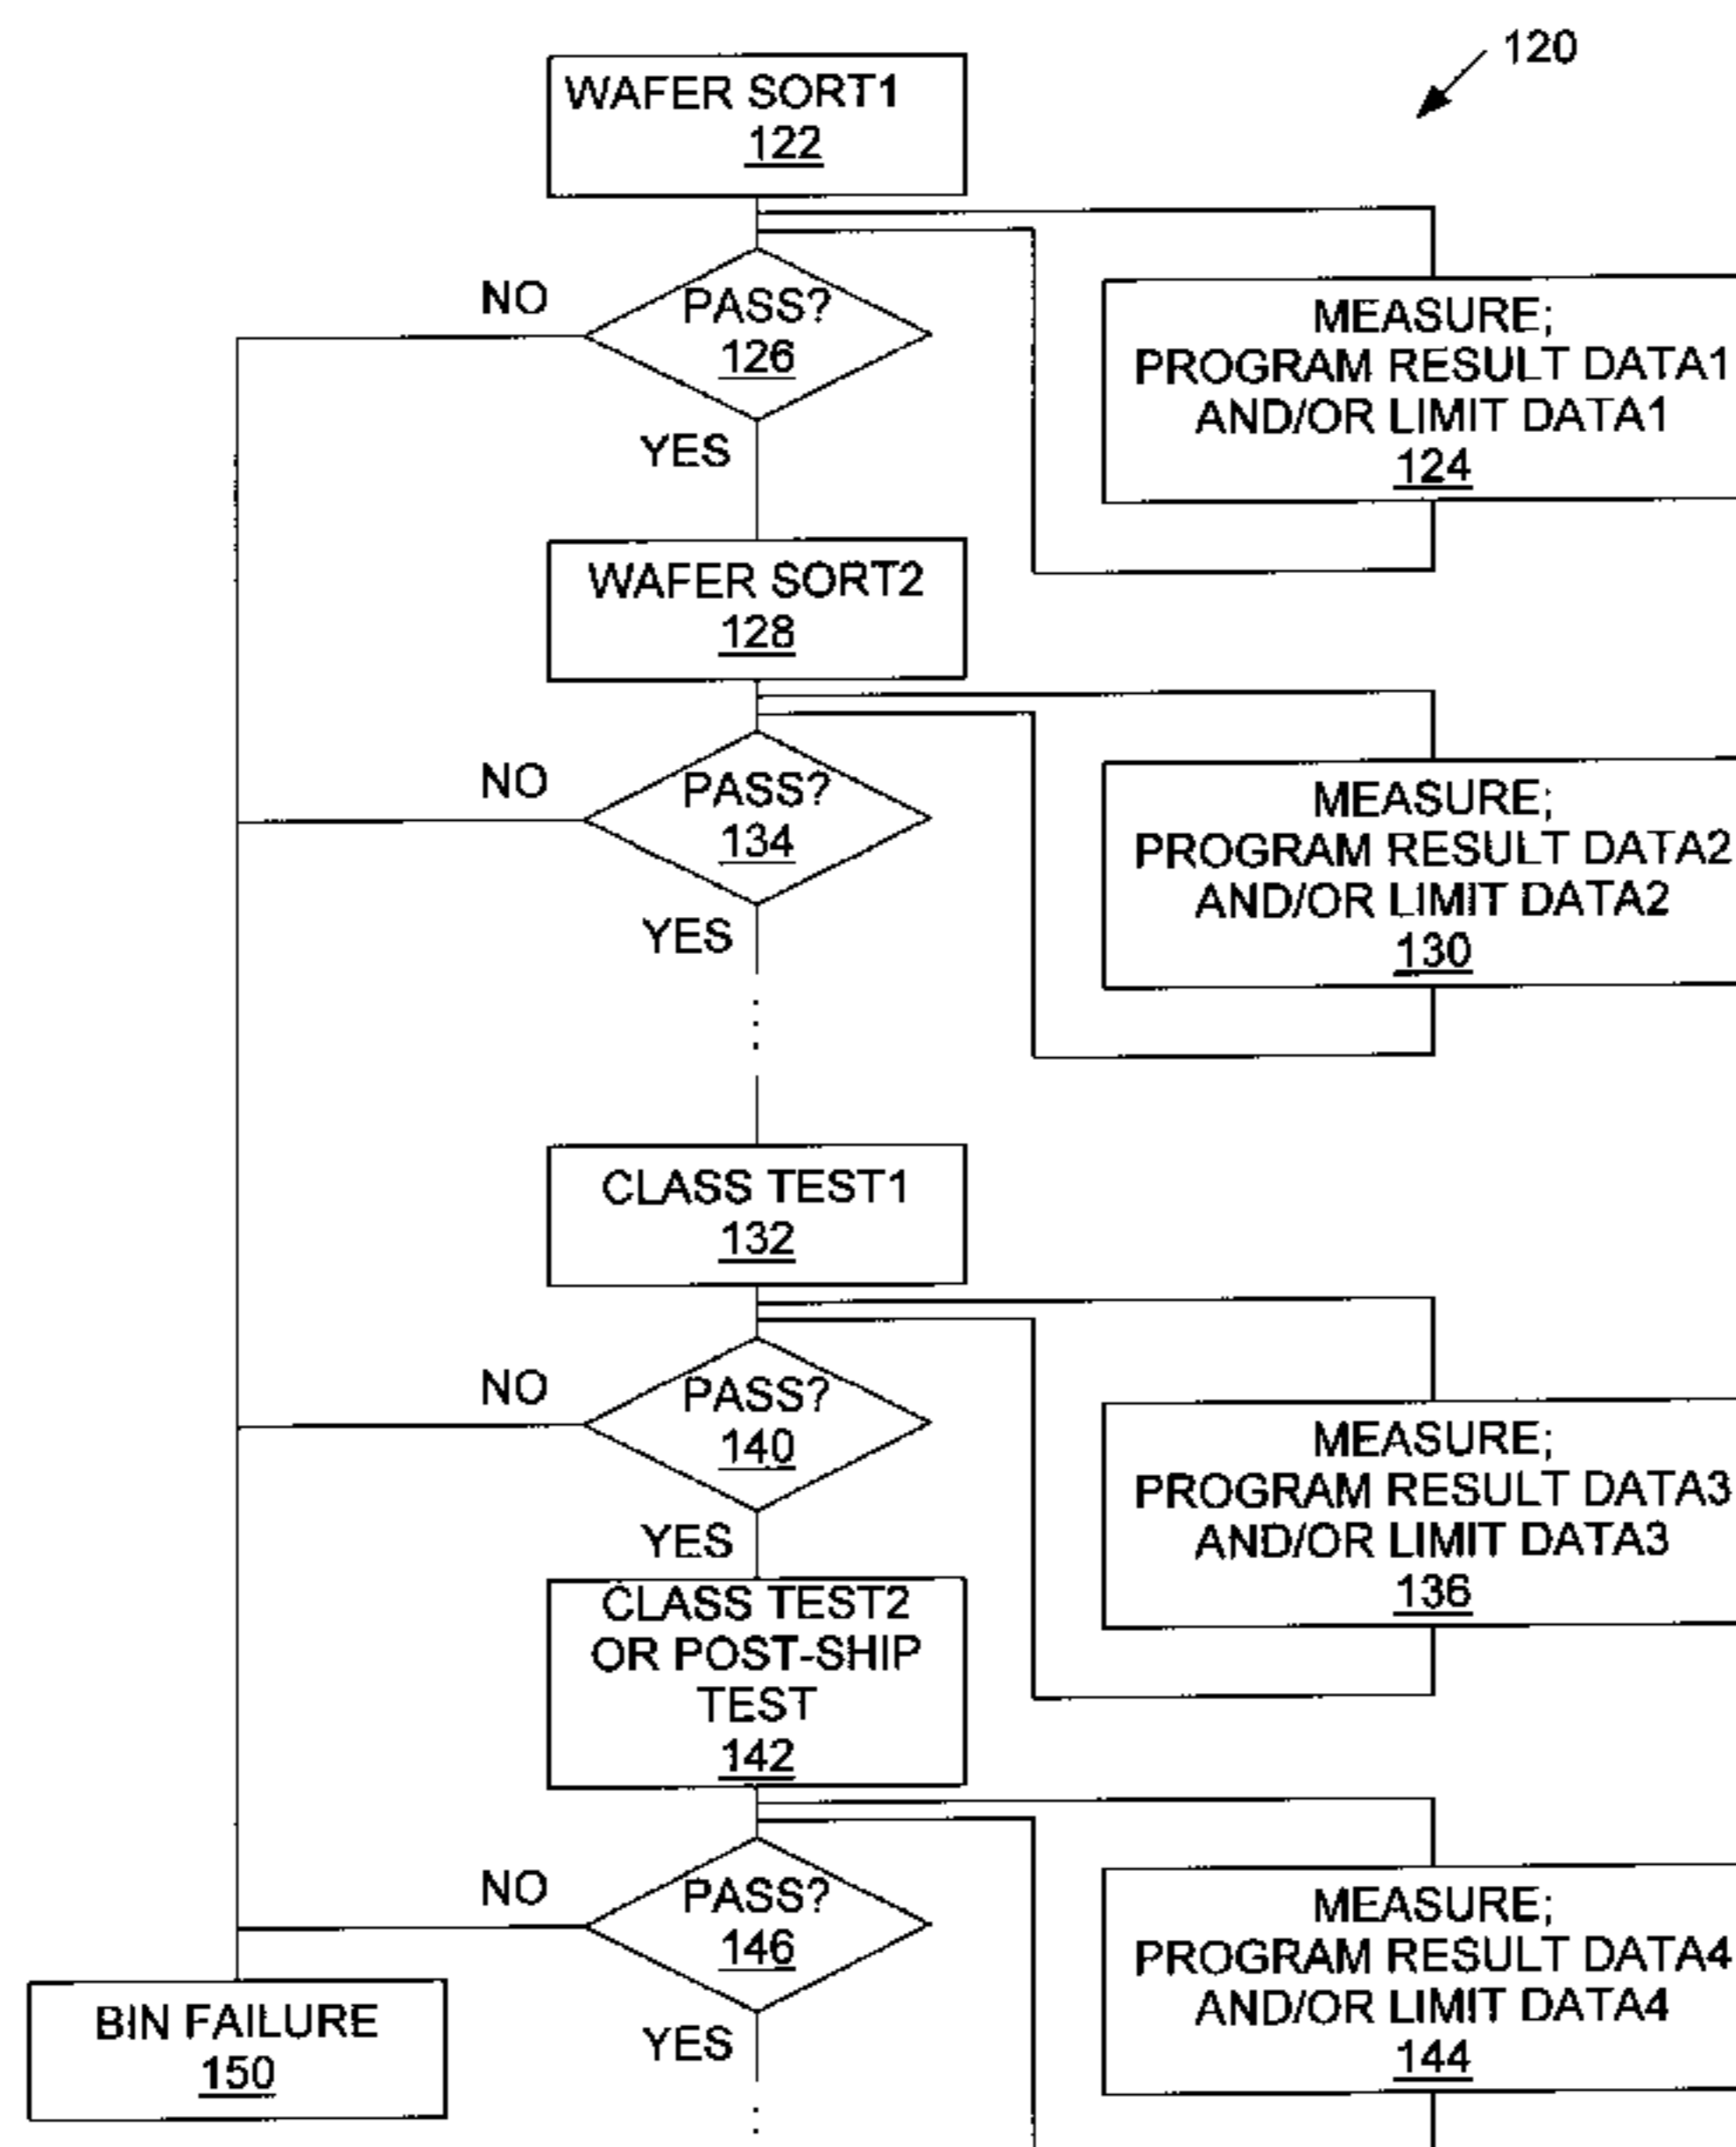 120
WAFER SORT1
122
NO
PASS?
126
MEASURE;
PROGRAM RESULT DATA1
AND/OR LIMIT DATA1
124
YES
WAFER SORT2
128
NO
PASS?
134
MEASURE;
PROGRAM RESULT DATA2
AND/OR LIMIT DATA2
130
YES
CLASS TEST1
132
NO
PASS?
140
MEASURE;
PROGRAM RESULT DATA3
AND/OR LIMIT DATA3
136
YES
CLASS TEST2
OR POST-SHIP
TEST
142
NO
PASS?
146
MEASURE;
PROGRAM RESULT DATA4
AND/OR LIMIT DATA4
144
BIN FAILURE
150
YES